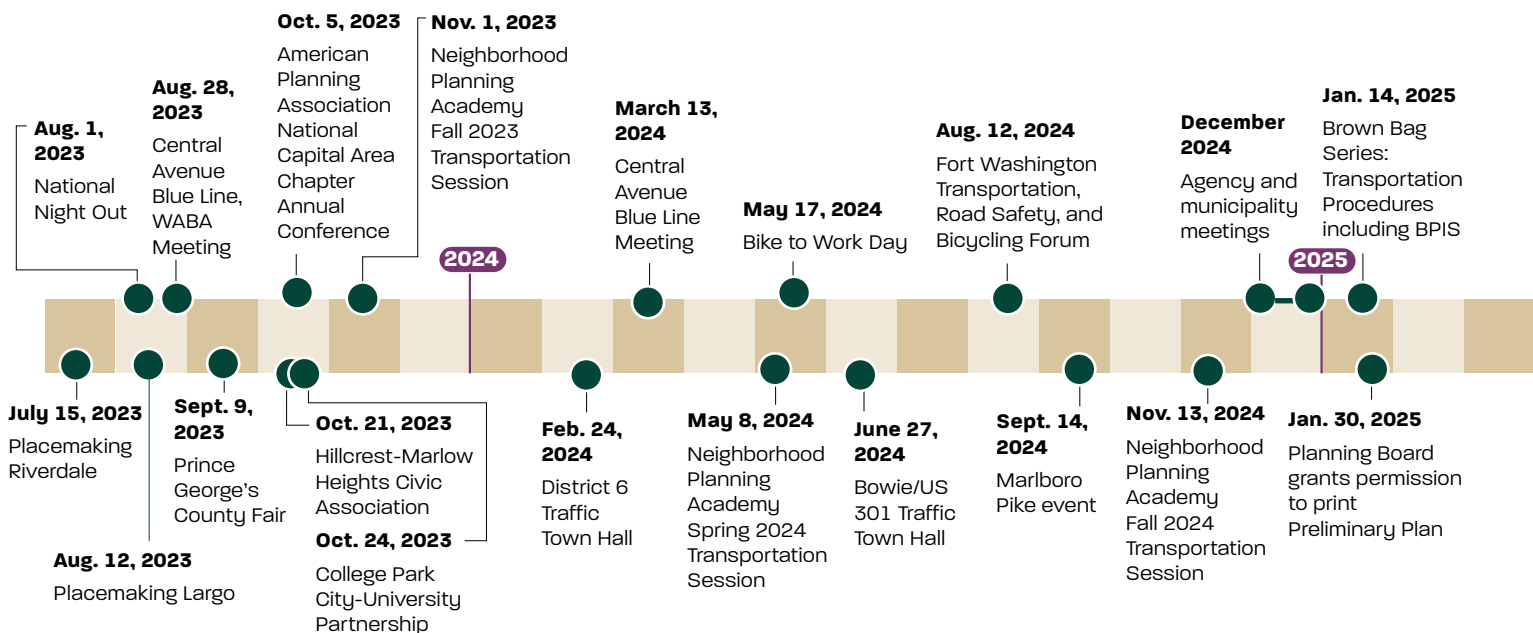 Oct. 5, 2023
American
Planning
Association
National
Capital Area
Chapter
Annual
Conference
Nov. 1, 2023
Neighborhood
Planning
Academy
Fall 2023
Transportation
Session
Aug. 28,
2023
Central
Avenue
Blue Line,
WABA
Meeting
Aug. 1,
2023
National
Night Out
March 13,
2024
Central
Avenue
Blue Line
Meeting
May 17, 2024
Bike to Work Day
Aug. 12, 2024
Fort Washington
Transportation,
Road Safety, and
Bicycling Forum
December
2024
Agency and
municipality
meetings
Jan. 14, 2025
Brown Bag
Series:
Transportation
Procedures
including BPIS
2024
2025
July 15, 2023
Placemaking
Riverdale
Aug. 12, 2023
Placemaking Largo
Sept. 9,
2023
Prince
George's
County Fair
Oct. 21, 2023
Hillcrest-Marlow
Heights Civic
Association
Oct. 24, 2023
College Park
City-University
Partnership
Feb. 24,
2024
District 6
Traffic
Town Hall
May 8, 2024
Neighborhood
Planning
Academy
Spring 2024
Transportation
Session
June 27,
2024
Bowie/US
301 Traffic
Town Hall
Sept. 14,
2024
Marlboro
Pike event
Nov. 13, 2024
Neighborhood
Planning
Academy
Fall 2024
Transportation
Session
Jan. 30, 2025
Planning Board
grants permission
to print
Preliminary Plan